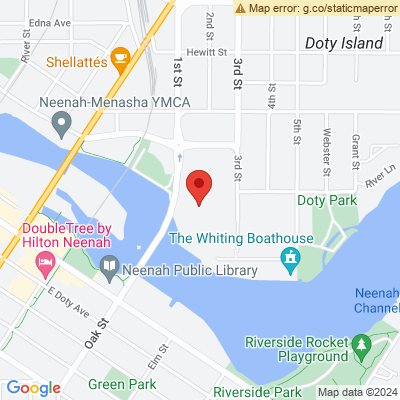 Map error: g.co/staticmaperror
Edna Ave
River St
2nd St
Hewitt St
Doty Island
Shellattés
1st St
3rd St
4th St
Neenah-Menasha YMCA
5th St
Webster St
Grant St
3rd St
River Ln
Doty Park
DoubleTree by
Hilton Neenah
The Whiting Boathouse
Neenah Public Library
E Doty Ave
Neenah
Channel
Oak St
Elm St
Riverside Rocket
Playground
Green Park
Google
Riverside Park
Map data ©2024